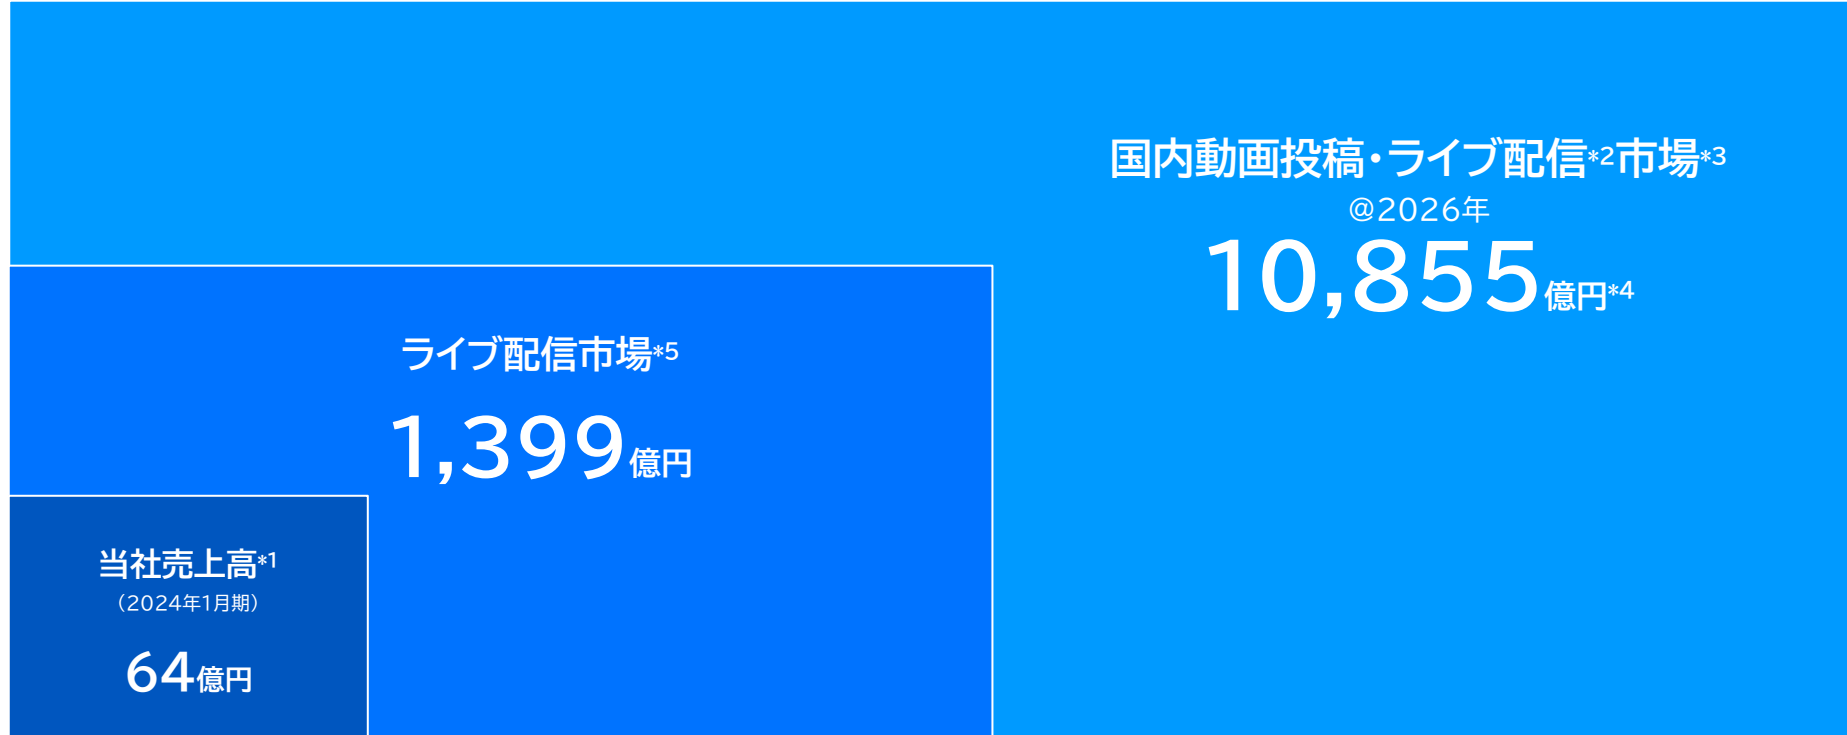 国内動画投稿・ライブ配信*2市場*3
@2026年
10,855億円*4
ライブ配信市場*5
1,399億円
当社売上高*1
（2024年1月期）
64億円